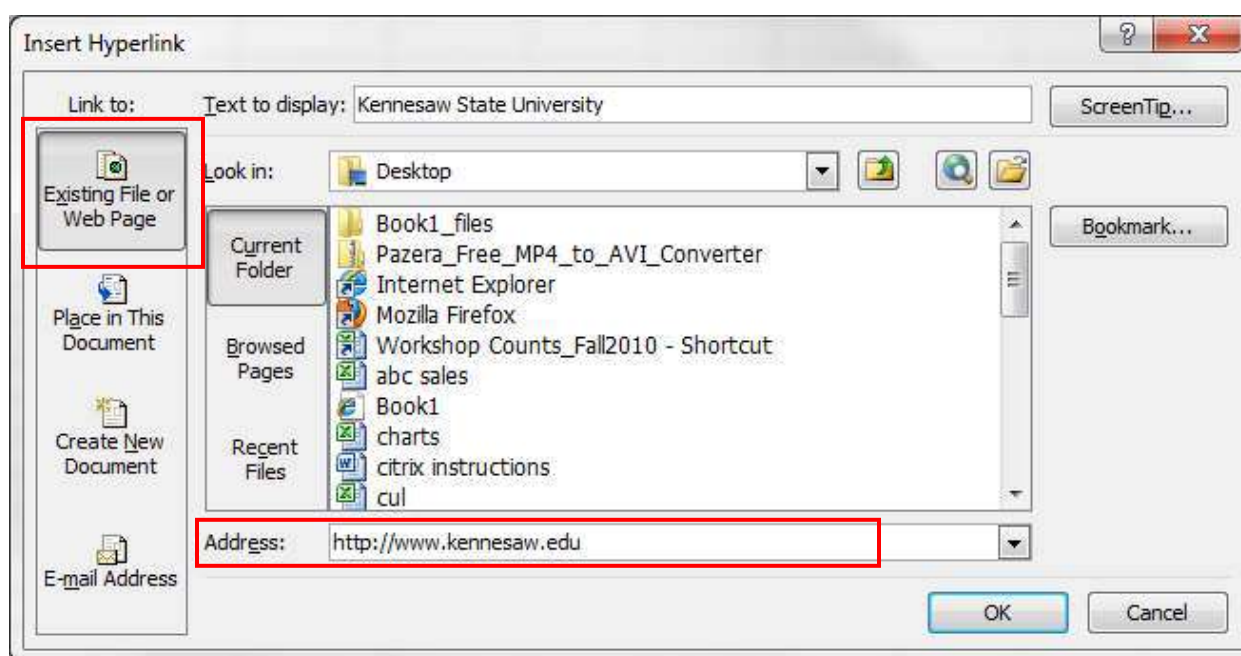 Insert Hyperlink
Link to:
Text to display: Kennesaw State University
ScreenTip...
Existing File or
Web Page
Look in: Desktop
Bookmark...
Current
Folder
Browsed
Pages
Recent
Files
Book1_files
Pazera_Free_MP4_to_AVI_Converter
Internet Explorer
Mozilla Firefox
Workshop Counts_Fall2010 - Shortcut
abc sales
Book1
charts
citrix instructions
cul
Place in This
Document
Create New
Document
E-mail Address
Address: http://www.kennesaw.edu
OK
Cancel